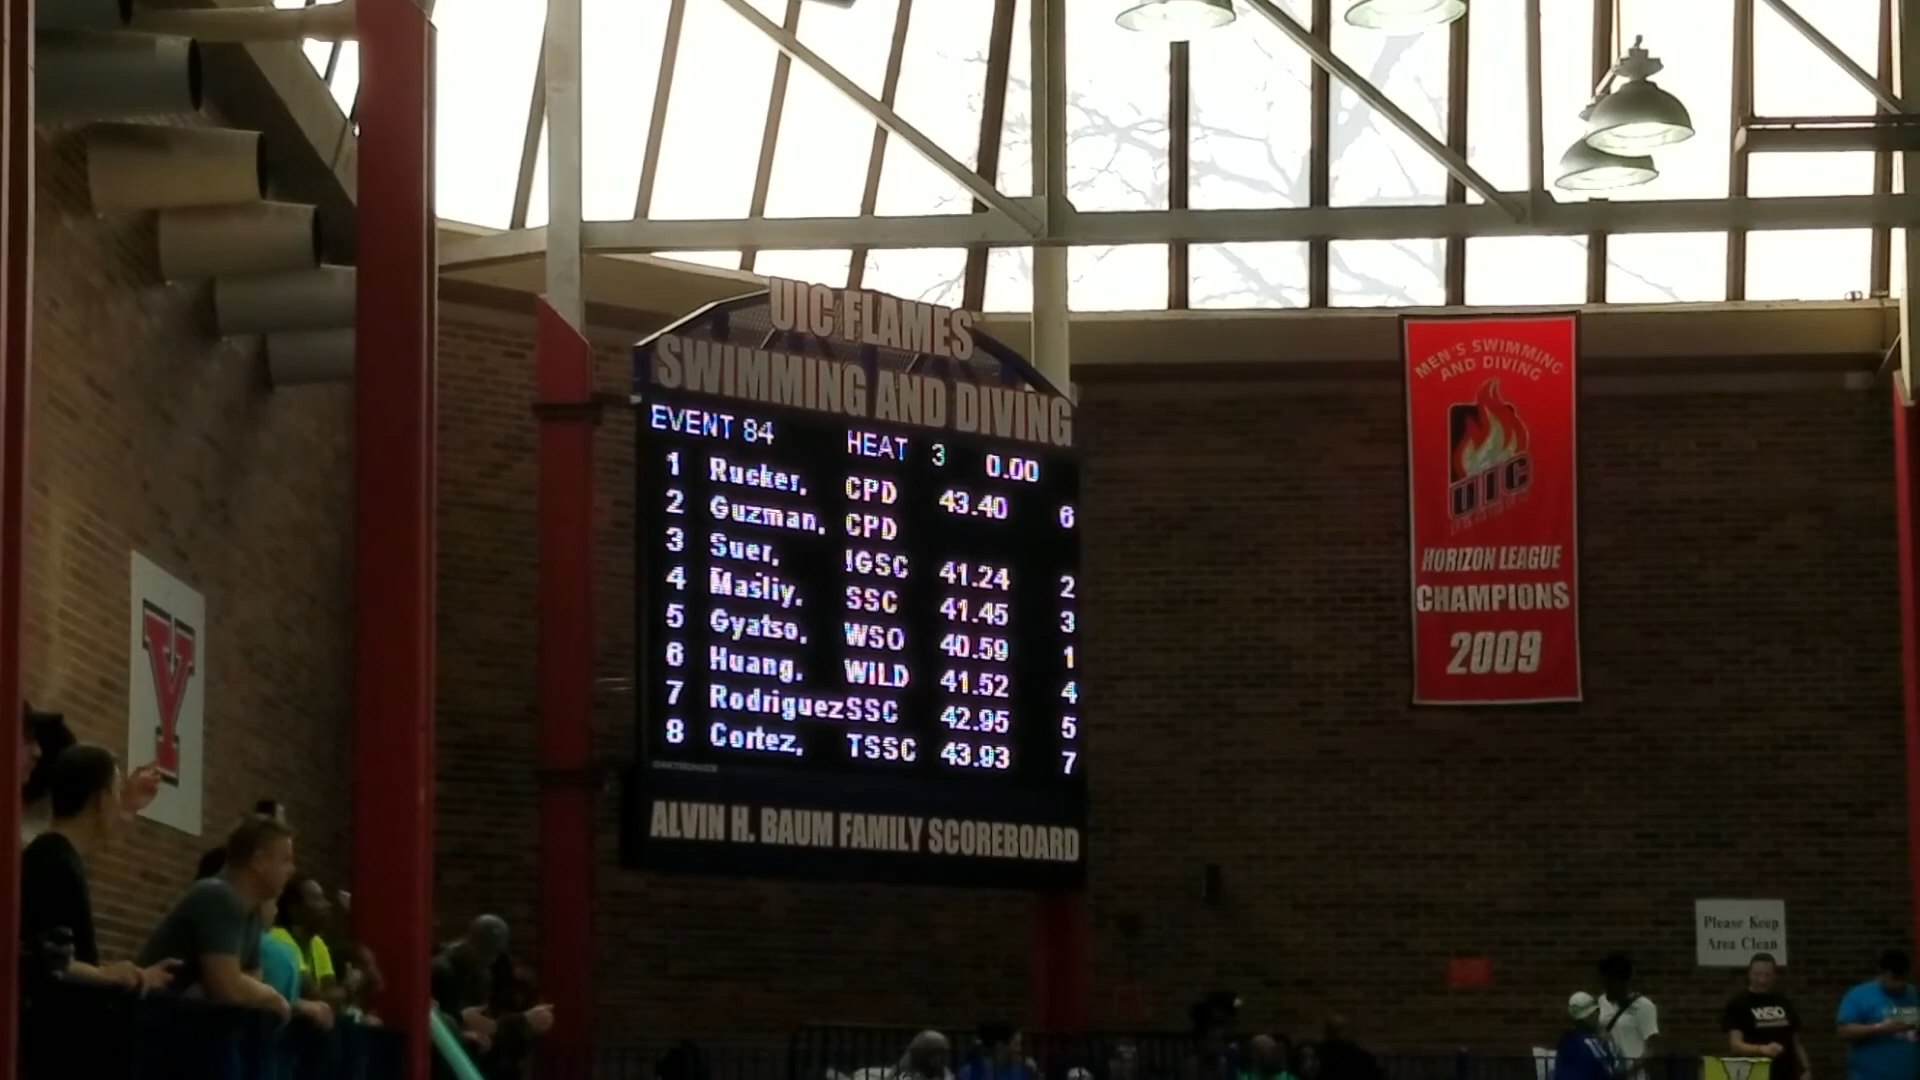 UIC FLAMES
SWIMMING AND DIVING
EVENT 84 HEAT 3 0.00
1 Rucker, CPD 43.40 6
2 Guzman, CPD
3 Suer, IGSC 41.24 2
4 Masliy, SSC 41.45 3
5 Gyatso, WSO 40.59 1
6 Huang, WILD 41.52 4
7 Rodriguez SSC 42.95 5
8 Cortez, TSSC 43.93 7
DAKTRONICS
ALVIN H. BAUM FAMILY SCOREBOARD
MEN'S SWIMMING
AND DIVING
UIC
HORIZON LEAGUE
CHAMPIONS
2009
Y
Please Keep
Area Clean
WSO